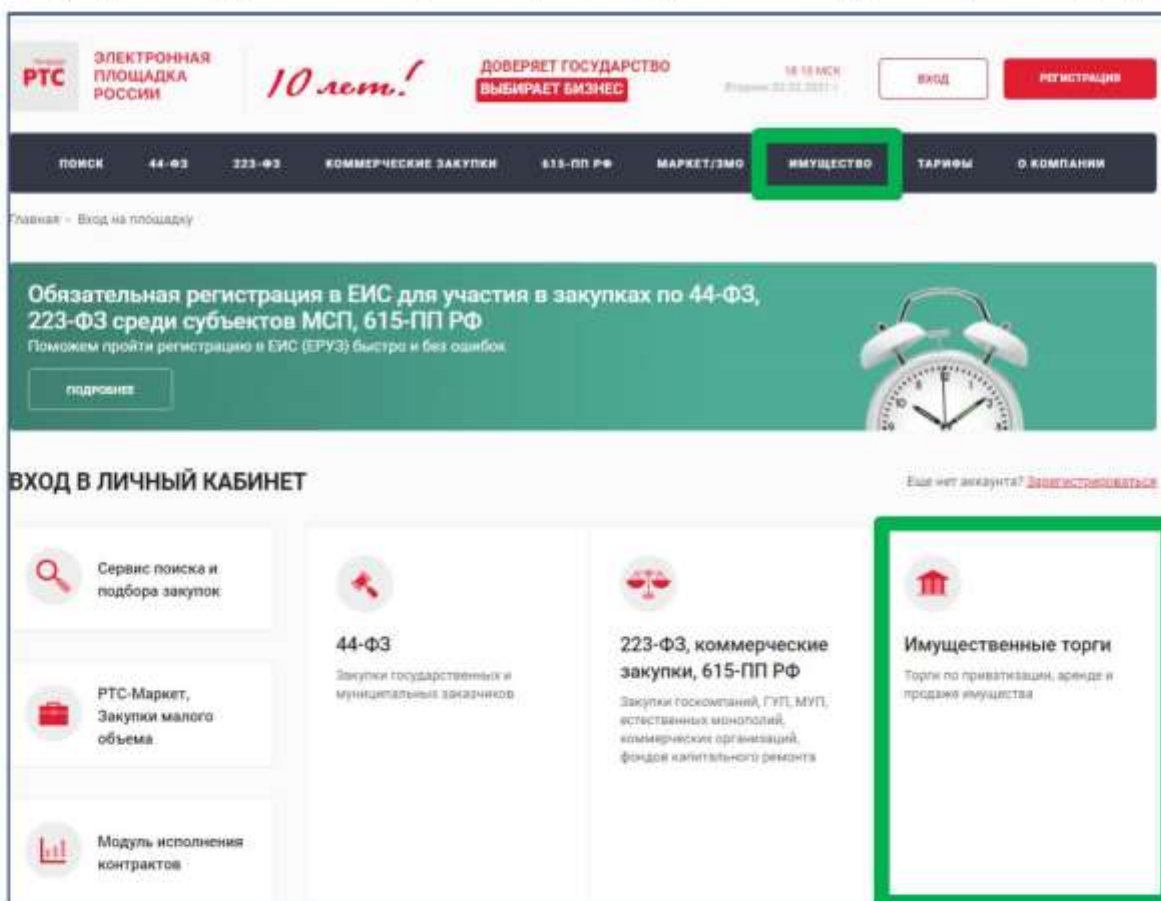 РТС
ЭЛЕКТРОННАЯ
ПЛОЩАДКА
РОССИИ
10 лет!
ДОВЕРЯЕТ ГОСУДАРСТВО
ВЫБИРАЕТ БИЗНЕС
18:18 МСК
ВХОД
РЕГИСТРАЦИЯ
ПОИСК 44-ФЗ 223-ФЗ КОММЕРЧЕСКИЕ ЗАКУПКИ 615-ПП РФ МАРКЕТ/ЗМО ИМУЩЕСТВО ТАРИФЫ О КОМПАНИИ
Главная - Вход на площадку
Обязательная регистрация в ЕИС для участия в закупках по 44-ФЗ,
223-ФЗ среди субъектов МСП, 615-ПП РФ
Поможем пройти регистрацию в ЕИС (ЕРУЗ) быстро и без ошибок
ПОДРОБНЕЕ
ВХОД В ЛИЧНЫЙ КАБИНЕТ
Еще нет аккаунта? Зарегистрироваться
Сервис поиска и
подбора закупок
РТС-Маркет,
Закупки малого
объема
Модуль исполнения
контрактов
44-ФЗ
Закупки государственных и
муниципальных заказчиков
223-ФЗ, коммерческие
закупки, 615-ПП РФ
Закупки госкомпаний, ГУП, МУП,
естественных монополий,
коммерческих организаций,
фондов капитального ремонта
Имущественные торги
Торги по приватизации, аренде и
продаже имущества